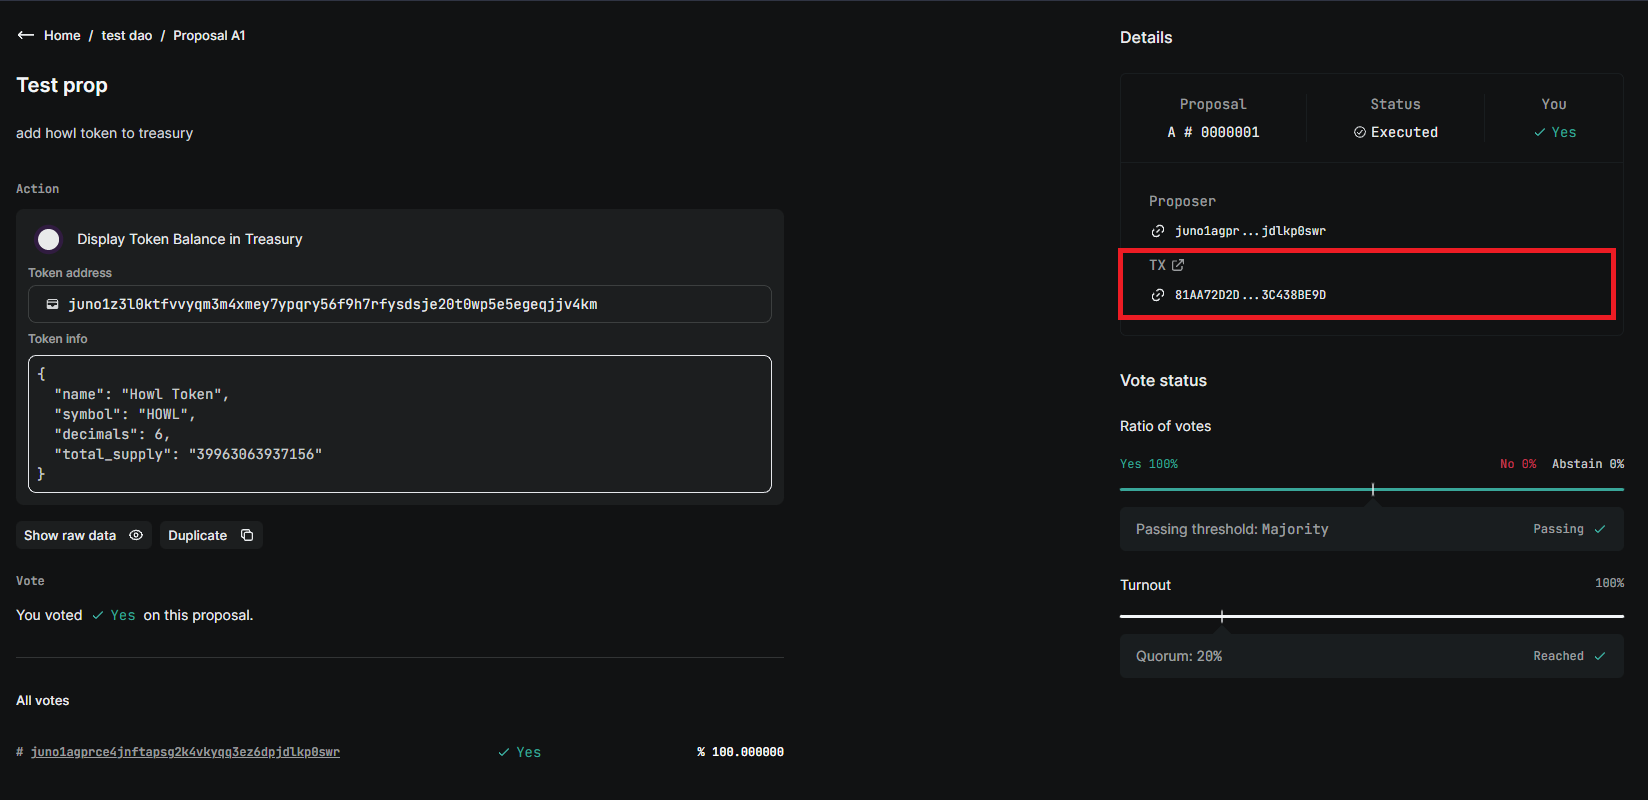 Home / test dao / Proposal A1
Test prop
add howl token to treasury
Action
Display Token Balance in Treasury
Token address
juno1z3l0ktfvvyqm3m4xmey7ypqry56f9h7rfysdsje20t0wp5e5egeqjjv4km
Token info
{
"name": "Howl Token",
"symbol": "HOWL",
"decimals": 6,
"total_supply": "39963063937156"
}
Show raw data
Duplicate
Vote
You voted Yes on this proposal.
All votes
# juno1agprce4jnftapsg2k4vkyqq3ez6dpjdlkp0swr Yes % 100.000000
Details
Proposal Status You
A # 0000001 Executed Yes
Proposer
juno1agpr...jdlkp0swr
TX
81AA72D2D...3C438BE9D
Vote status
Ratio of votes
Yes 100% No 0% Abstain 0%
Passing threshold: Majority Passing
Turnout 100%
Quorum: 20% Reached